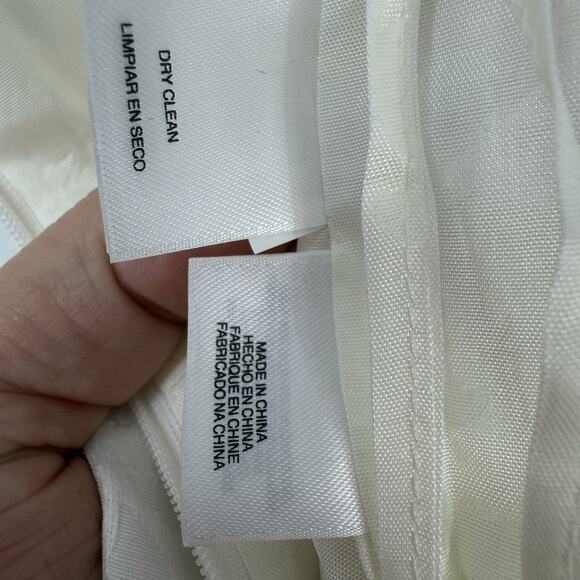 DRY CLEAN
LIMPIAR EN SECO
MADE IN CHINA
HECHO EN CHINA
FABRIQUE EN CHINE
FABRICADO NA CHINA